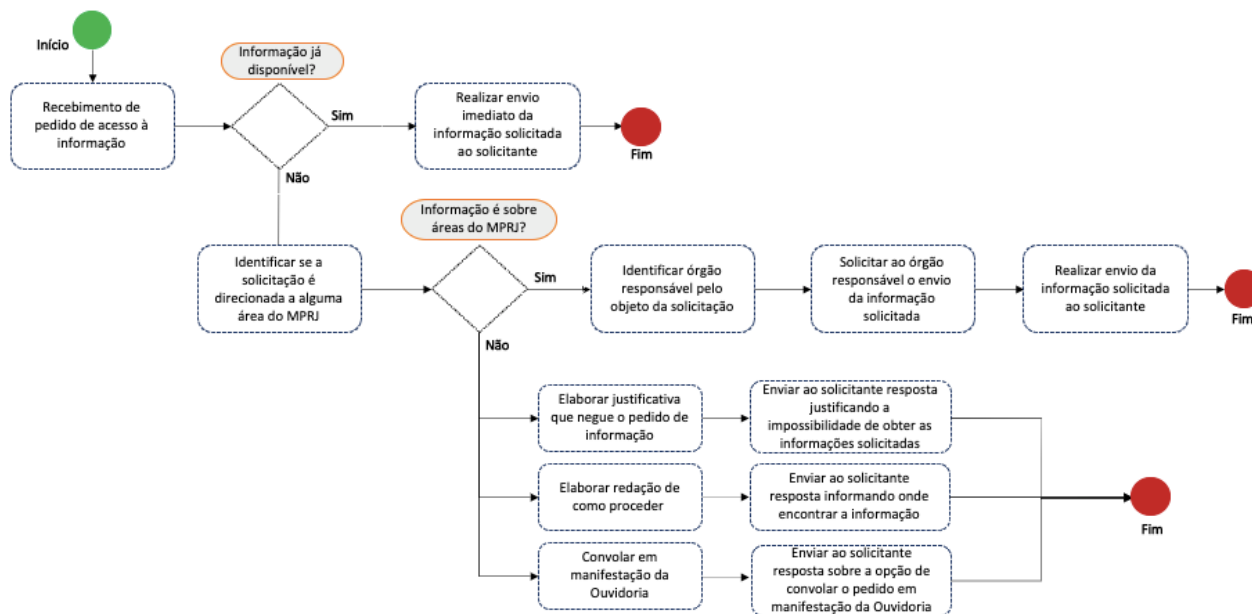 Início
Recebimento de
pedido de acesso à
informação
Informação já
disponível?
Sim
Não
Realizar envio
imediato da
informação solicitada
ao solicitante
Fim
Identificar se a
solicitação é
direcionada a alguma
área do MPRJ
Informação é sobre
áreas do MPRJ?
Sim
Não
Identificar órgão
responsável pelo
objeto da solicitação
Solicitar ao órgão
responsável o envio
da informação
solicitada
Realizar envio da
informação solicitada
ao solicitante
Fim
Elaborar justificativa
que negue o pedido de
informação
Enviar ao solicitante
resposta justificando a
impossibilidade de obter as
informações solicitadas
Elaborar redação de
como proceder
Enviar ao solicitante
resposta informando onde
encontrar a informação
Convolar em
manifestação da
Ouvidoria
Enviar ao solicitante
resposta sobre a opção de
convolar o pedido em
manifestação da Ouvidoria
Fim